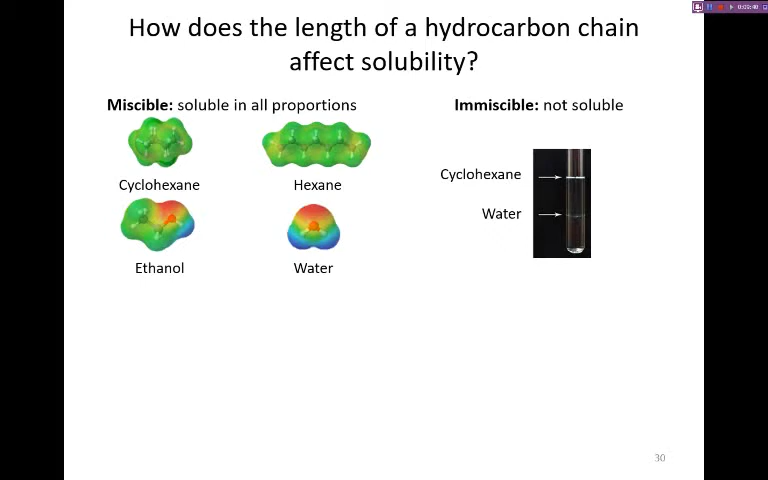 How does the length of a hydrocarbon chain
affect solubility?
Miscible: soluble in all proportions
Cyclohexane
Hexane
Ethanol
Water
Immiscible: not soluble
Cyclohexane
Water
30